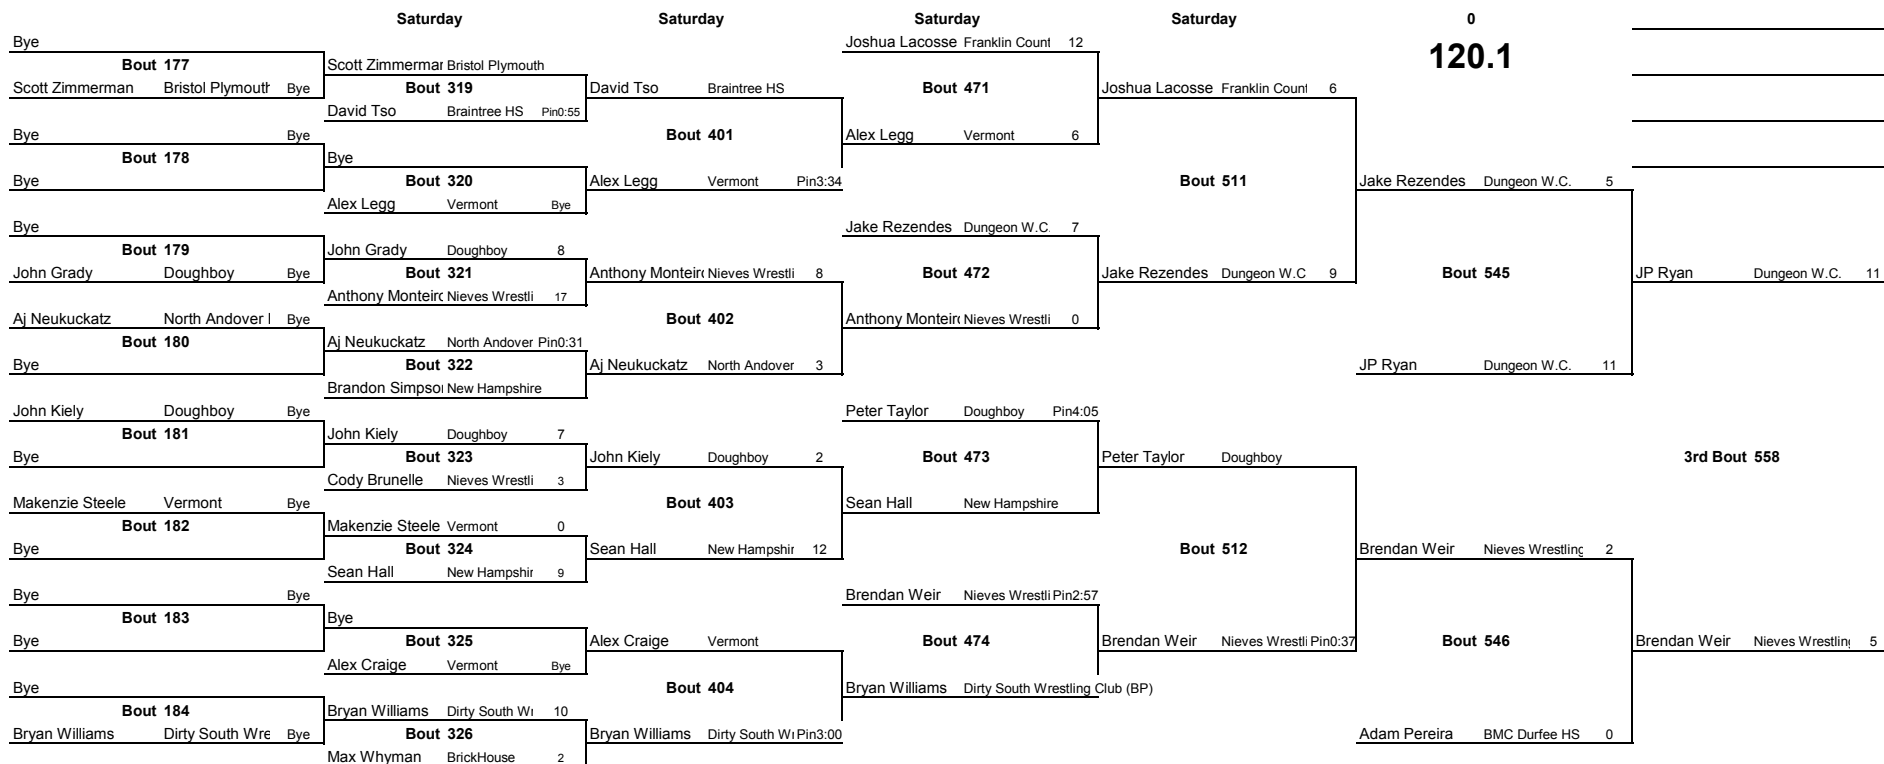 Saturday Saturday Saturday Saturday 0
Bye Joshua Lacosse Franklin Count 12
120.1
Bout 177 Scott Zimmerman Bristol Plymouth
Scott Zimmerman Bristol Plymouth Bye Bout 319 David Tso Braintree HS Bout 471 Joshua Lacosse Franklin Count 6
David Tso Braintree HS Pin0:55
Bye Bye Bout 401 Alex Legg Vermont 6
Bout 178 Bye
Bye Bout 320 Alex Legg Vermont Pin3:34 Bout 511 Jake Rezendes Dungeon W.C. 5
Alex Legg Vermont Bye
Bye Jake Rezendes Dungeon W.C. 7
Bout 179 John Grady Doughboy 8
John Grady Doughboy Bye Bout 321 Anthony Monteiro Nieves Wrestli 8 Bout 472 Jake Rezendes Dungeon W.C 9 Bout 545 JP Ryan Dungeon W.C. 11
Anthony Monteiro Nieves Wrestli 17
Aj Neukuckatz North Andover Bye Bout 402 Anthony Monteiro Nieves Wrestli 0
Bout 180 Aj Neukuckatz North Andover Pin0:31
Bye Bout 322 Aj Neukuckatz North Andover 3 JP Ryan Dungeon W.C. 11
Brandon Simpso New Hampshire
John Kiely Doughboy Bye Peter Taylor Doughboy Pin4:05
Bout 181 John Kiely Doughboy 7
Bye Bout 323 John Kiely Doughboy 2 Bout 473 Peter Taylor Doughboy 3rd Bout 558
Cody Brunelle Nieves Wrestli 3
Makenzie Steele Vermont Bye Bout 403 Sean Hall New Hampshire
Bout 182 Makenzie Steele Vermont 0
Bye Bout 324 Sean Hall New Hampshir 12 Bout 512 Brendan Weir Nieves Wrestling 2
Sean Hall New Hampshir 9
Bye Bye Brendan Weir Nieves Wrestli Pin2:57
Bout 183 Bye
Bye Bout 325 Alex Craige Vermont Bout 474 Brendan Weir Nieves Wrestli Pin0:37 Bout 546 Brendan Weir Nieves Wrestling 5
Alex Craige Vermont Bye
Bye Bout 404 Bryan Williams Dirty South Wrestling Club (BP)
Bout 184 Bryan Williams Dirty South Wr 10
Bryan Williams Dirty South Wre Bye Bout 326 Bryan Williams Dirty South Wr Pin3:00 Adam Pereira BMC Durfee HS 0
Max Whyman BrickHouse 2